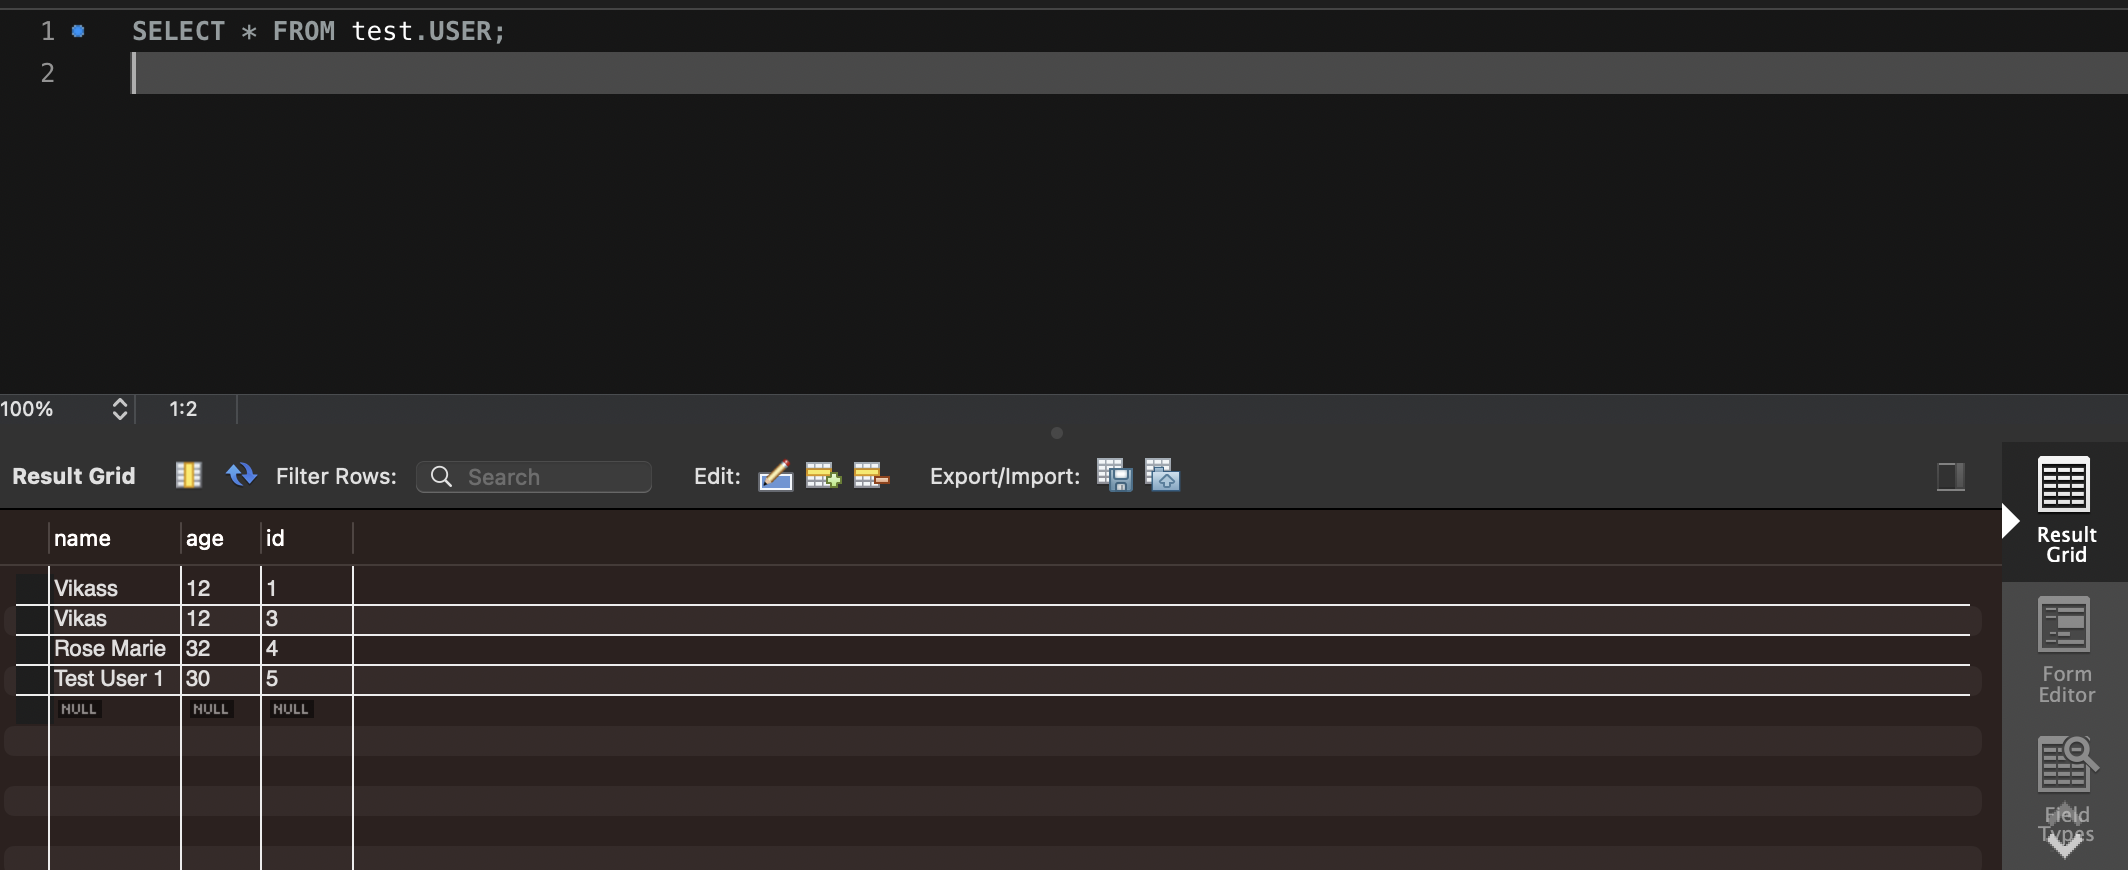 1 SELECT * FROM test.USER;
2
100% 1:2
Result Grid Filter Rows: Search Edit: Export/Import:
name age id
Vikass 12 1
Vikas 12 3
Rose Marie 32 4
Test User 1 30 5
NULL NULL NULL
Result
Grid
Form
Editor
Field
Types